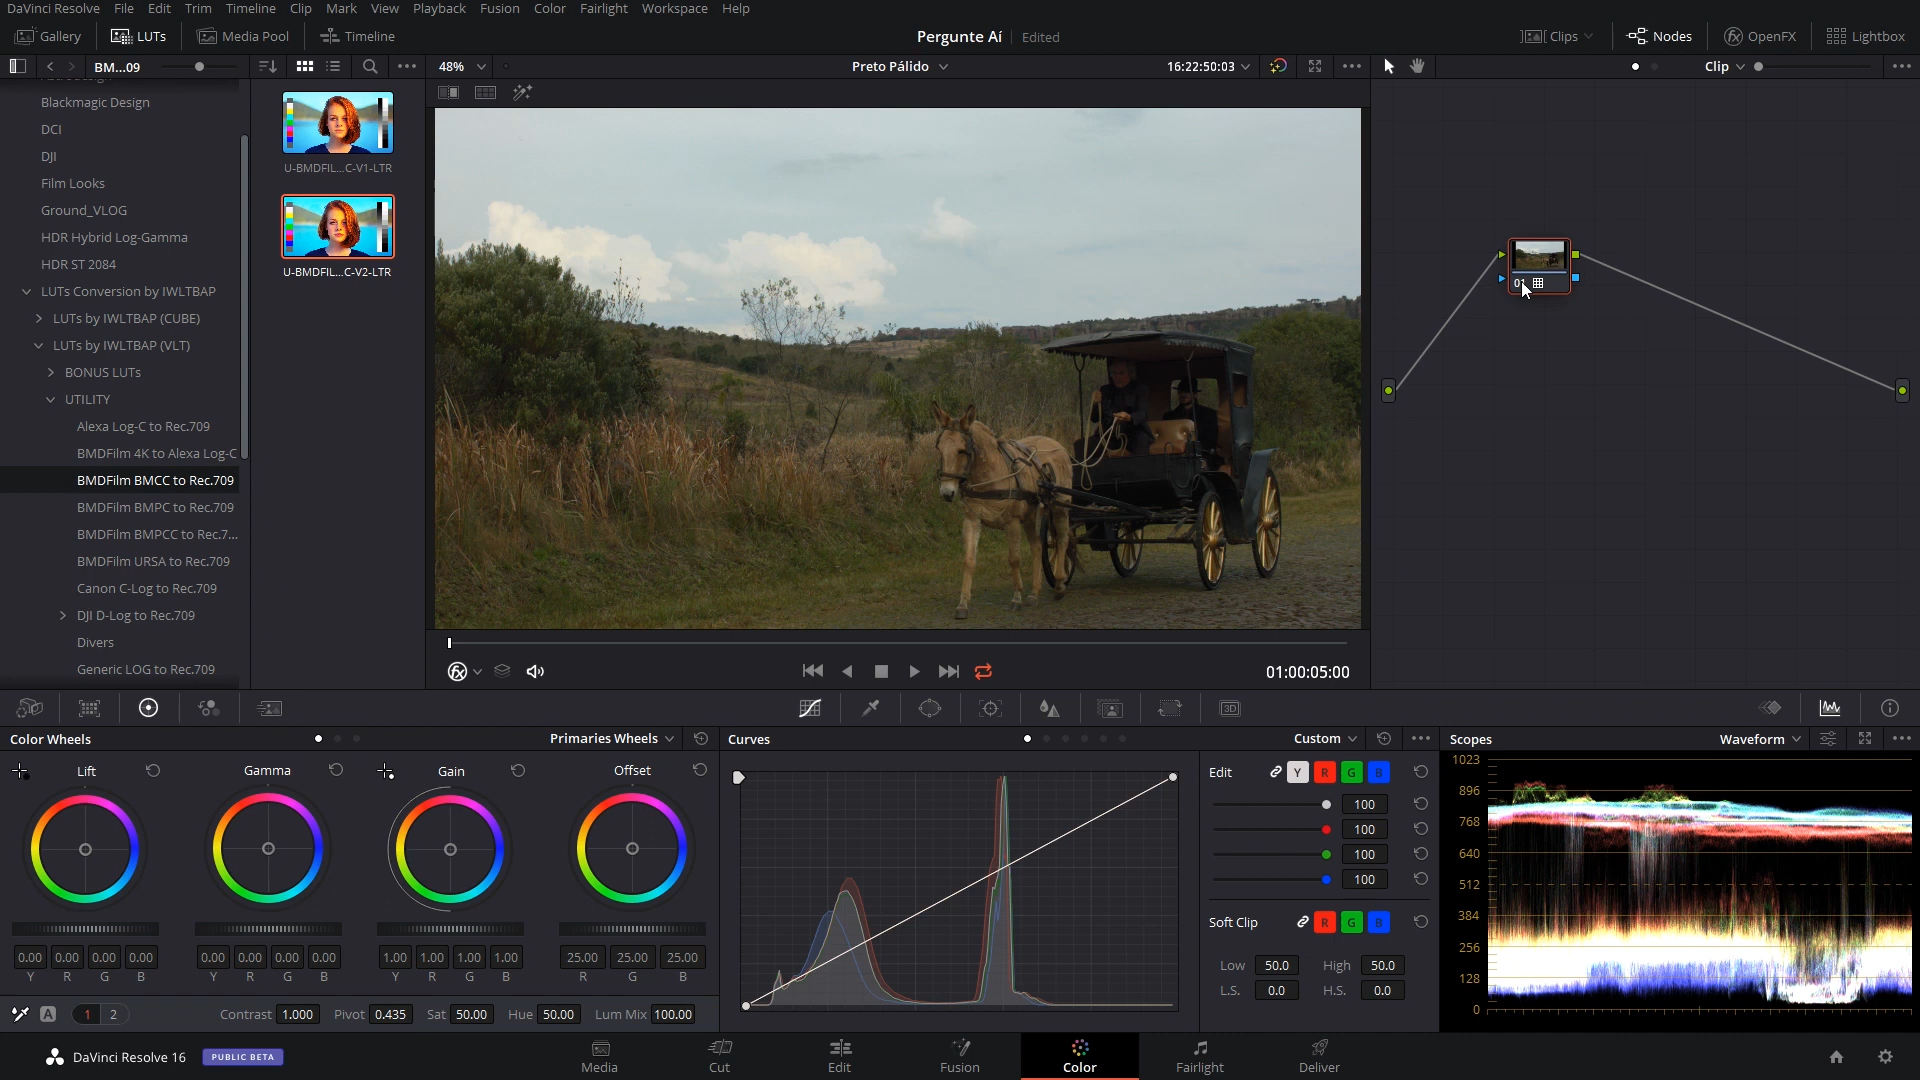 DaVinci Resolve File Edit Trim Timeline Clip Mark View Playback Fusion Color Fairlight Workspace Help
Gallery LUTs Media Pool Timeline Pergunte Aí Edited Clips Nodes OpenFX Lightbox
BM...09 48% Preto Pálido 16:22:50:03 Clip
Blackmagic Design
DCI
DJI
Film Looks
Ground_VLOG
HDR Hybrid Log-Gamma
HDR ST 2084
LUTs Conversion by IWLTBAP
LUTs by IWLTBAP (CUBE)
LUTs by IWLTBAP (VLT)
BONUS LUTs
UTILITY
Alexa Log-C to Rec.709
BMDFilm 4K to Alexa Log-C
BMDFilm BMCC to Rec.709
BMDFilm BMPC to Rec.709
BMDFilm BMPCC to Rec.7...
BMDFilm URSA to Rec.709
Canon C-Log to Rec.709
DJI D-Log to Rec.709
Divers
Generic LOG to Rec.709
U-BMDFIL...C-V1-LTR
U-BMDFIL...C-V2-LTR
01:00:05:00
3D
Color Wheels Primaries Wheels
Lift Gamma Gain Offset
0.00 0.00 0.00 0.00 0.00 0.00 0.00 0.00 1.00 1.00 1.00 1.00 25.00 25.00 25.00
Y R G B Y R G B Y R G B R G B
A 1 2 Contrast 1.000 Pivot 0.435 Sat 50.00 Hue 50.00 Lum Mix 100.00
Curves Custom
Edit Y R G B
100
100
100
100
Soft Clip R G B
Low 50.0 High 50.0
L.S. 0.0 H.S. 0.0
Scopes Waveform
1023
896
768
640
512
384
256
128
0
DaVinci Resolve 16 PUBLIC BETA Media Cut Edit Fusion Color Fairlight Deliver